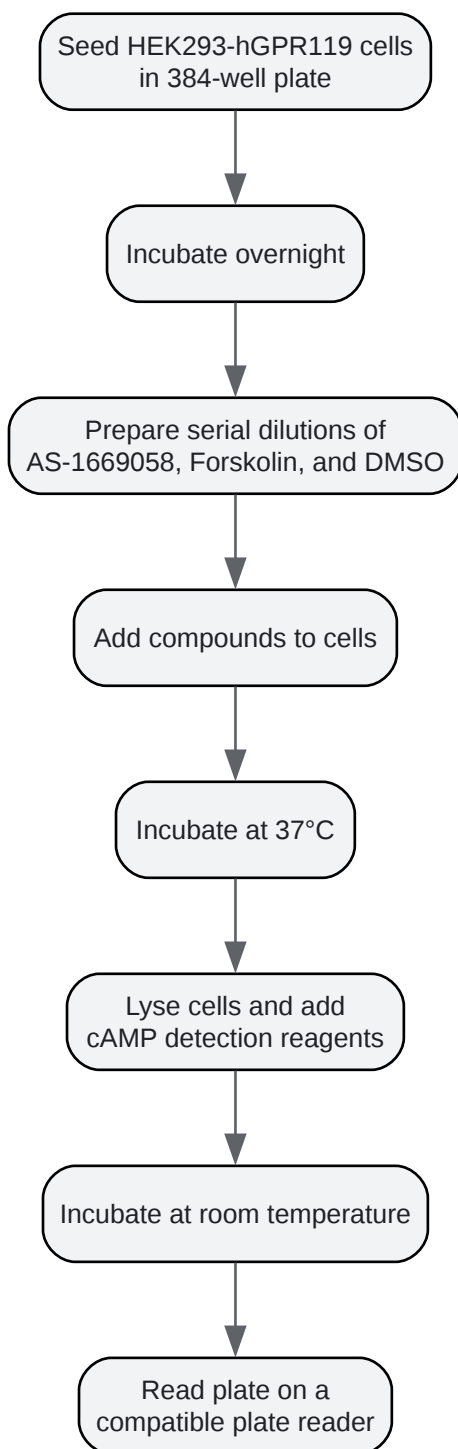 Seed HEK293-hGPR119 cells
in 384-well plate
Incubate overnight
Prepare serial dilutions of
AS-1669058, Forskolin, and DMSO
Add compounds to cells
Incubate at 37°C
Lyse cells and add
cAMP detection reagents
Incubate at room temperature
Read plate on a
compatible plate reader